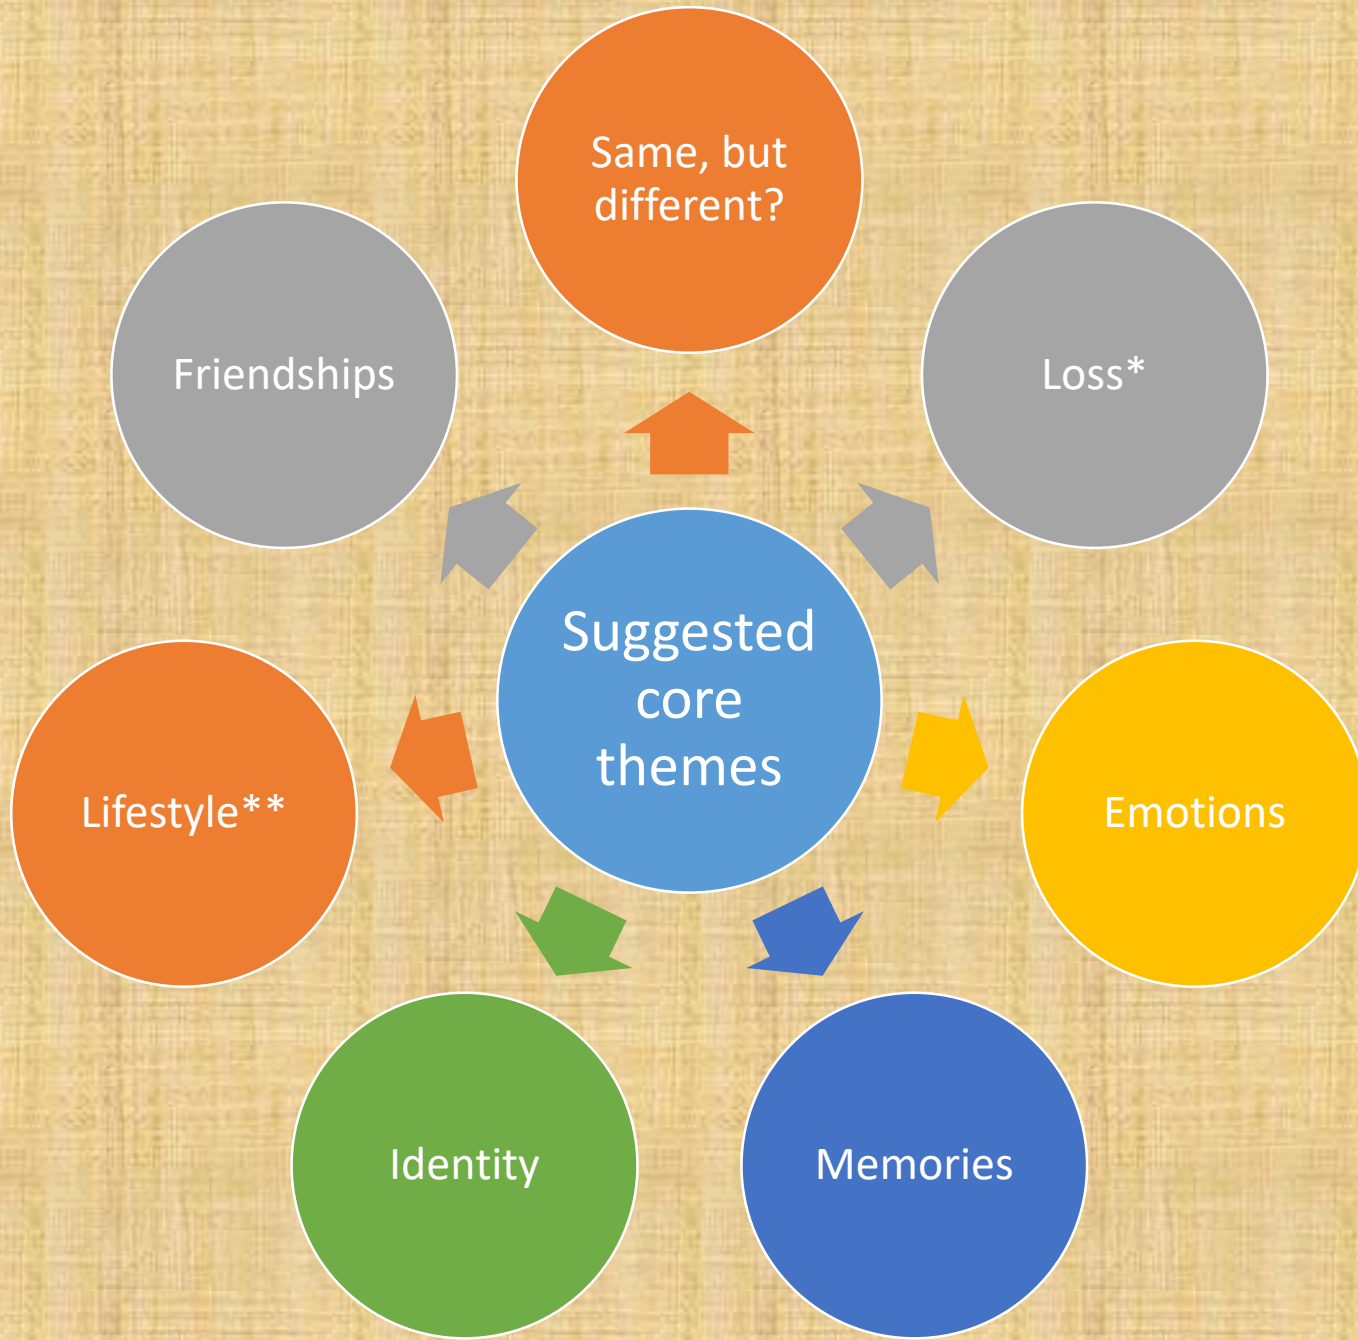 Same, but
different?
Friendships
Loss*
Suggested
core
themes
Lifestyle**
Emotions
Identity
Memories